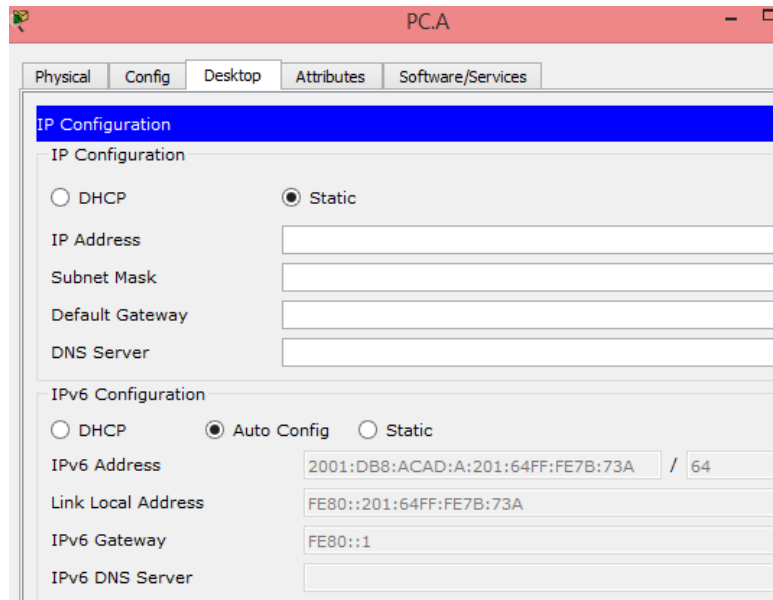 PC.A
Physical Config Desktop Attributes Software/Services
IP Configuration
IP Configuration
DHCP Static
IP Address
Subnet Mask
Default Gateway
DNS Server
IPv6 Configuration
DHCP Auto Config Static
IPv6 Address 2001:DB8:ACAD:A:201:64FF:FE7B:73A / 64
Link Local Address FE80::201:64FF:FE7B:73A
IPv6 Gateway FE80::1
IPv6 DNS Server